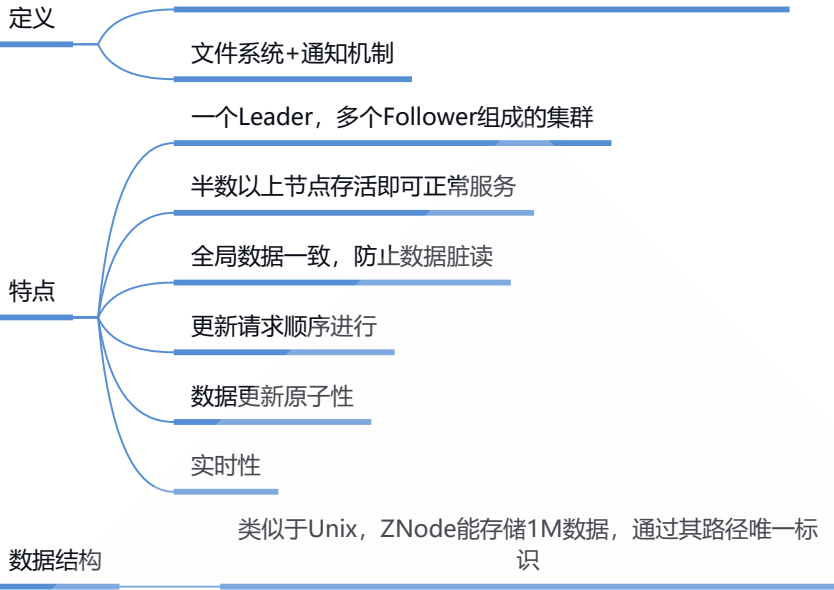 定义
文件系统+通知机制
一个Leader，多个Follower组成的集群
半数以上节点存活即可正常服务
全局数据一致，防止数据脏读
特点
更新请求顺序进行
数据更新原子性
实时性
类似于Unix，ZNode能存储1M数据，通过其路径唯一标
识
数据结构